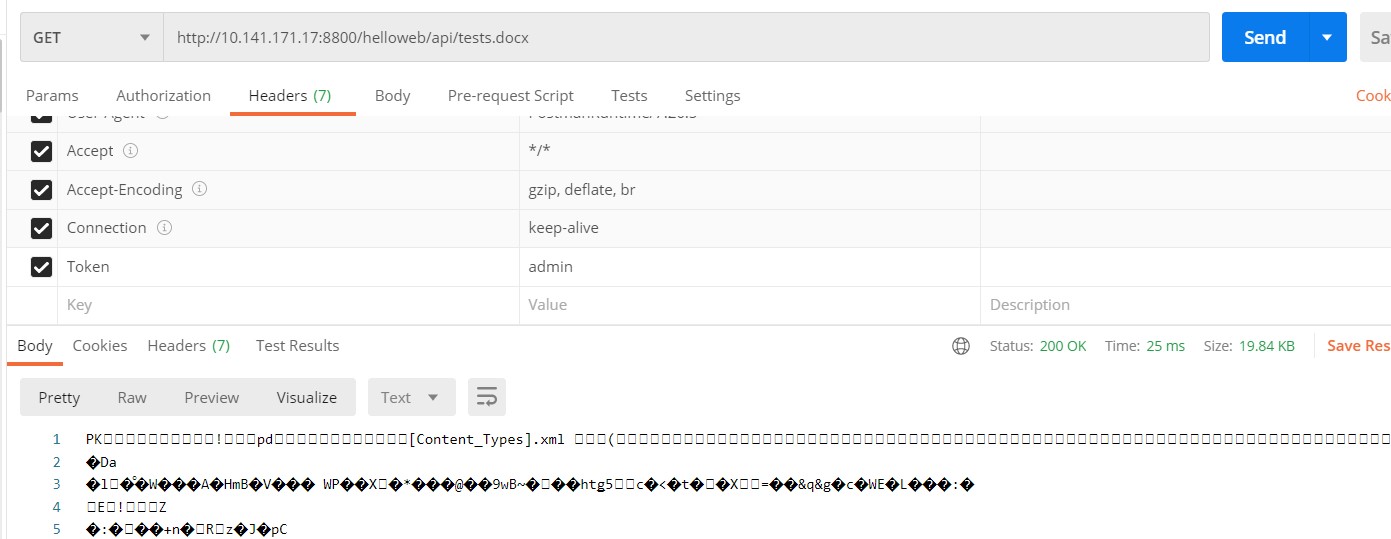 GET http://10.141.171.17:8800/helloweb/api/tests.docx Send Sa
Params Authorization Headers (7) Body Pre-request Script Tests Settings Cook
Accept */*
Accept-Encoding gzip, deflate, br
Connection keep-alive
Token admin
Key Value Description
Body Cookies Headers (7) Test Results Status: 200 OK Time: 25 ms Size: 19.84 KB Save Res
Pretty Raw Preview Visualize Text
1 PK□□□□□□□□□□!□□□pd□□□□□□□□□□□□[Content_Types].xml □□□(□□□□□□□□□□□□□□□□□□□□□□□□□□□□□□□□□□□□□□□□□□□□□□□□□□□□□□□□□□□□□□□□□□□□□□
2 �Da
3 �l□�۫�W���A�HmB�V��� WP��X□�*���@��9wB~�□��htg5□□c�<�t�□�X□□=��&q&g�c�WE�L���:�
4 □E□!□□□Z
5 �:�□��+n�□R□z�J�pC